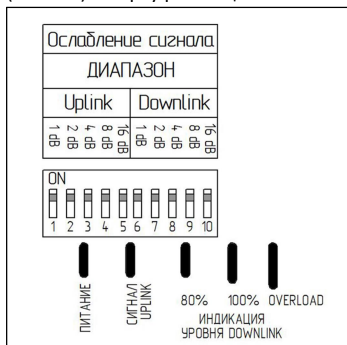 Ослабление сигнала
ДИАПАЗОН
Uplink Downlink
1 dB 2 dB 4 dB 8 dB 16 dB 1 dB 2 dB 4 dB 8 dB 16 dB
ON
1 2 3 4 5 6 7 8 9 10
ПИТАНИЕ
СИГНАЛ
UPLINK
80% 100% OVERLOAD
ИНДИКАЦИЯ
УРОВНЯ DOWNLINK